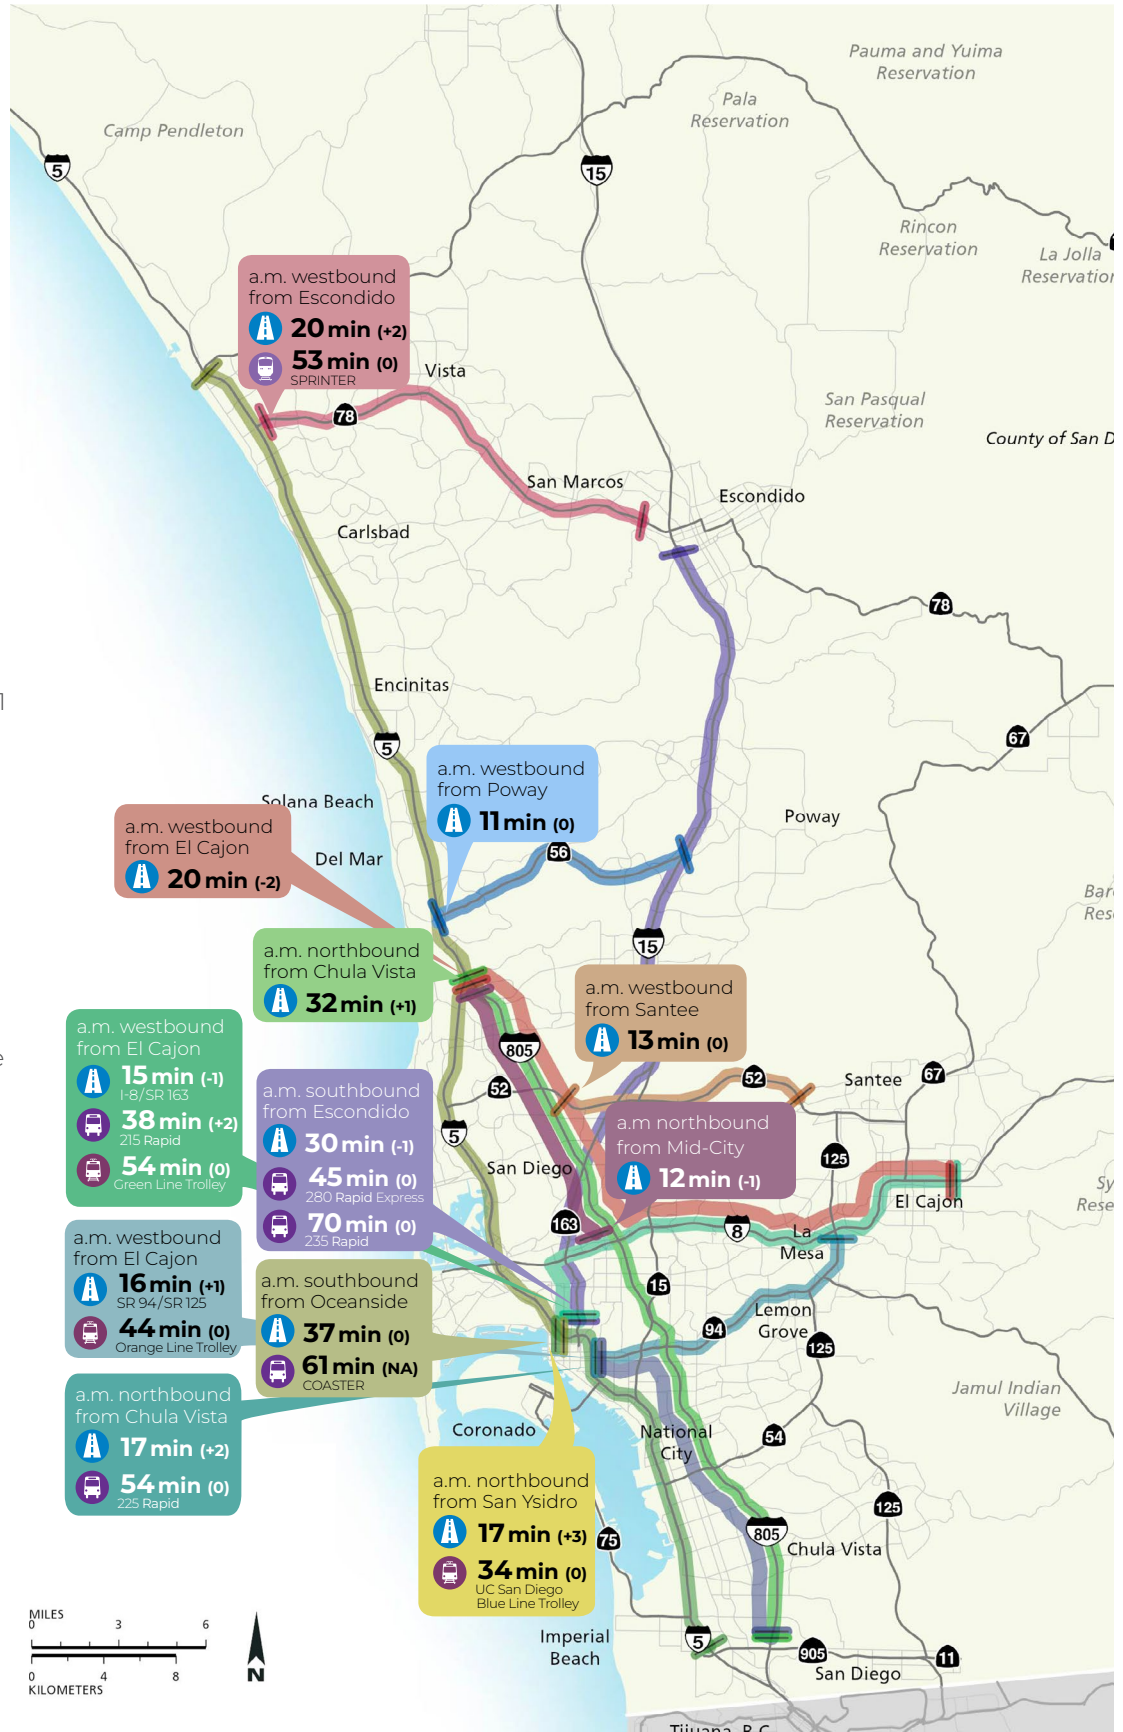 Pauma and Yuima
Reservation
Pala
Reservation
Camp Pendleton
5
15
Rincon
Reservation
La Jolla
Reservation
a.m. westbound
from Escondido
20 min (+2)
53 min (0)
SPRINTER
Vista
78
San Pasqual
Reservation
County of San D
San Marcos
Escondido
Carlsbad
78
Encinitas
67
5
a.m. westbound
from Poway
11 min (0)
Solana Beach
Poway
a.m. westbound
from El Cajon
20 min (-2)
Del Mar
56
Bar
Res
15
a.m. northbound
from Chula Vista
32 min (+1)
a.m. westbound
from Santee
13 min (0)
a.m. westbound
from El Cajon
15 min (-1)
I-8/SR 163
38 min (+2)
215 Rapid
54 min (0)
Green Line Trolley
805
52
52
Santee
67
a.m. southbound
from Escondido
30 min (-1)
45 min (0)
280 Rapid Express
70 min (0)
235 Rapid
5
San Diego
a.m northbound
from Mid-City
12 min (-1)
125
El Cajon
Sy
Rese
163
8
La
Mesa
a.m. westbound
from El Cajon
16 min (+1)
SR 94/SR 125
44 min (0)
Orange Line Trolley
a.m. southbound
from Oceanside
37 min (0)
61 min (NA)
COASTER
15
94
Lemon
Grove
125
a.m. northbound
from Chula Vista
17 min (+2)
54 min (0)
225 Rapid
Jamul Indian
Village
Coronado
National
City
54
a.m. northbound
from San Ysidro
17 min (+3)
34 min (0)
UC San Diego
Blue Line Trolley
75
125
805
Chula Vista
MILES
0 3 6
0 4 8
KILOMETERS
N
Imperial
Beach
5
905
San Diego
11
Tijuana, B.C.